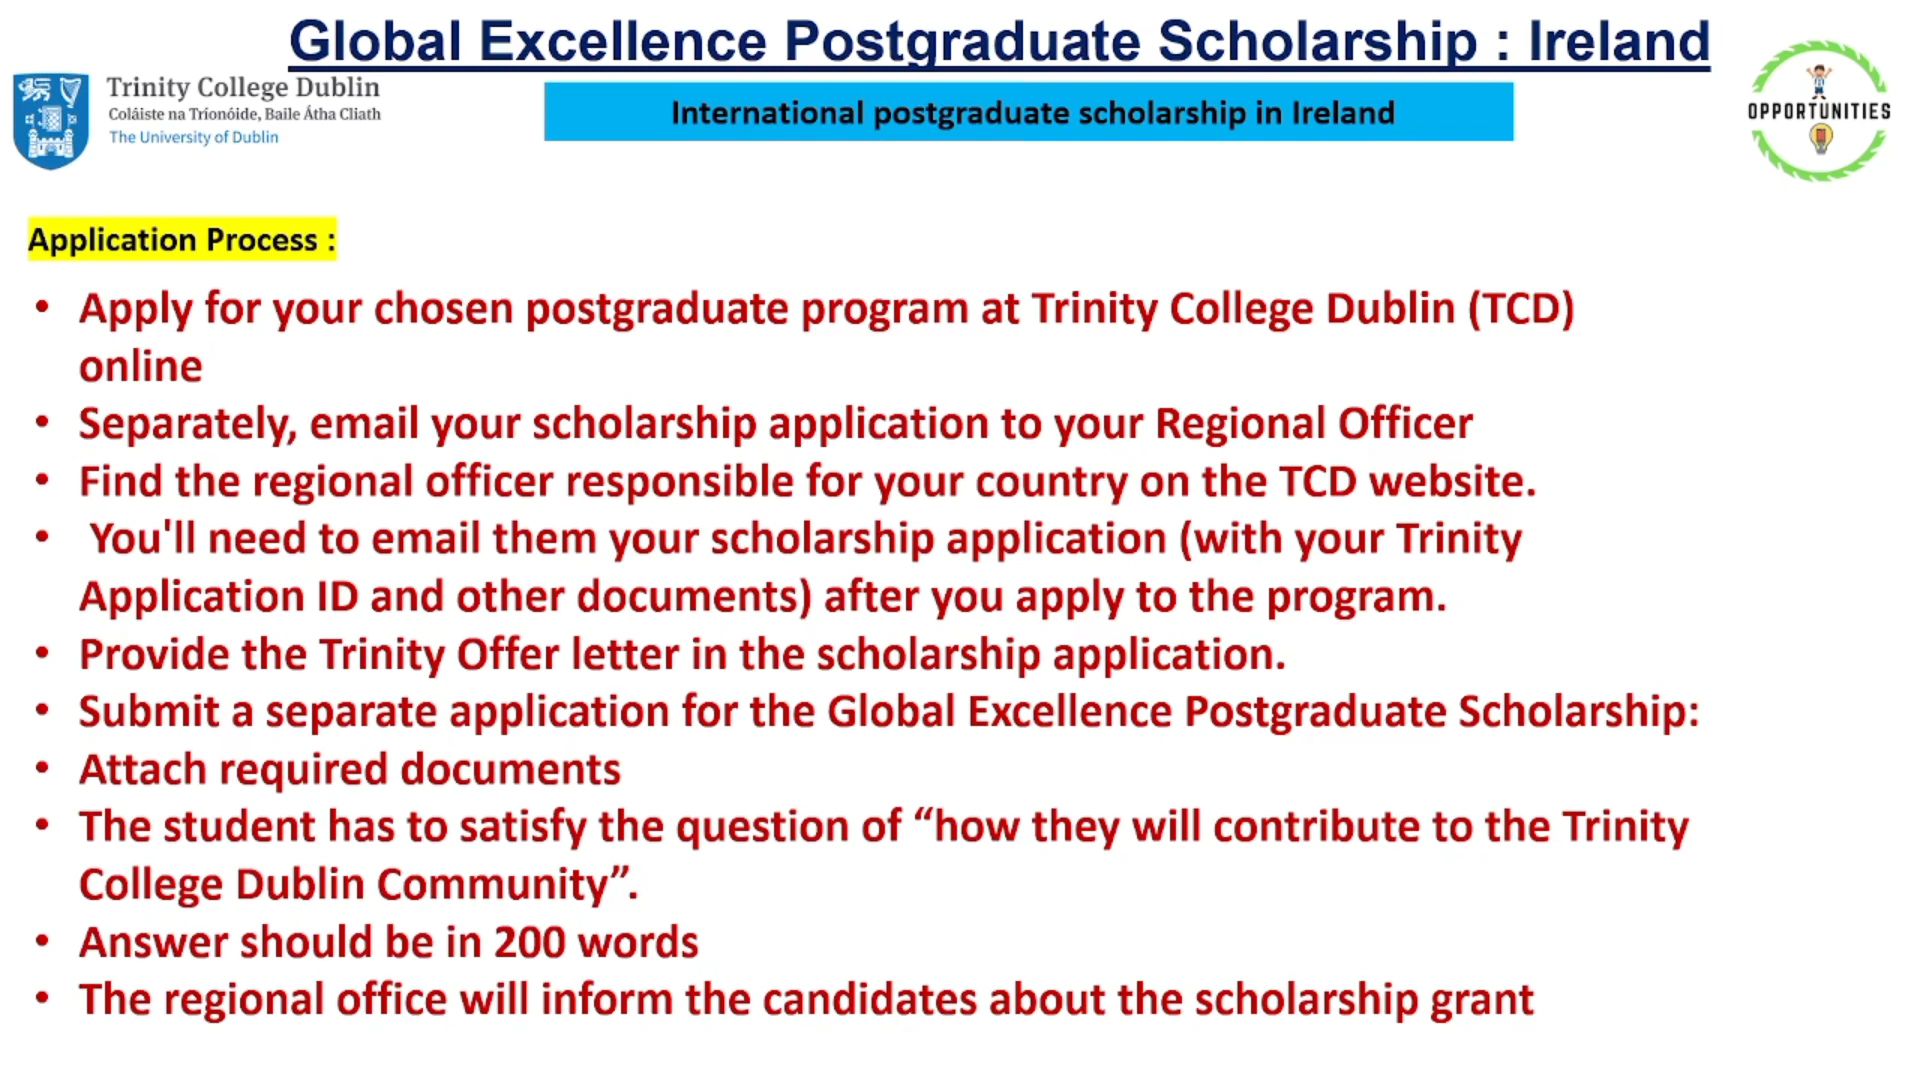 Global Excellence Postgraduate Scholarship : Ireland
Trinity College Dublin
Coláiste na Tríonóide, Baile Átha Cliath
The University of Dublin
International postgraduate scholarship in Ireland
OPPORTUNITIES
Application Process :
• Apply for your chosen postgraduate program at Trinity College Dublin (TCD)
online
• Separately, email your scholarship application to your Regional Officer
• Find the regional officer responsible for your country on the TCD website.
• You'll need to email them your scholarship application (with your Trinity
Application ID and other documents) after you apply to the program.
• Provide the Trinity Offer letter in the scholarship application.
• Submit a separate application for the Global Excellence Postgraduate Scholarship:
• Attach required documents
• The student has to satisfy the question of “how they will contribute to the Trinity
College Dublin Community”.
• Answer should be in 200 words
• The regional office will inform the candidates about the scholarship grant